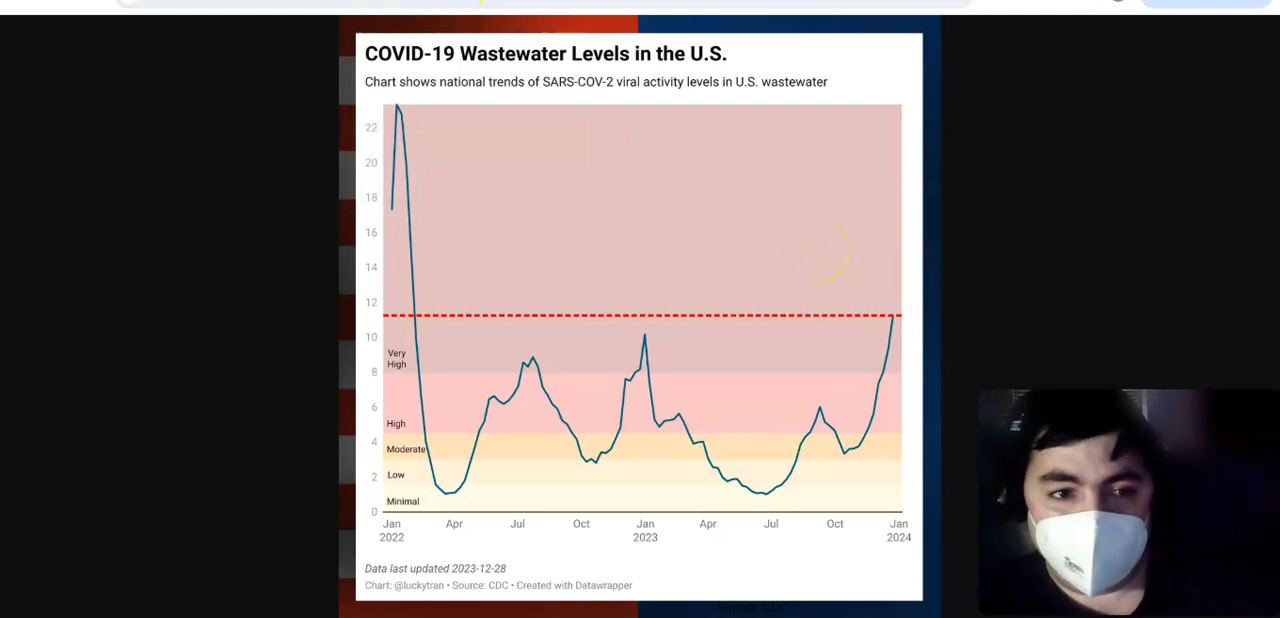 COVID-19 Wastewater Levels in the U.S.
Chart shows national trends of SARS-COV-2 viral activity levels in U.S. wastewater
22
20
18
16
14
12
10
Very
High
8
6
High
4
Moderate
2
Low
Minimal
0
Jan Apr Jul Oct Jan Apr Jul Oct Jan
2022 2023 2024
Data last updated 2023-12-28
Chart: @luckytran • Source: CDC • Created with Datawrapper
Source: CDC